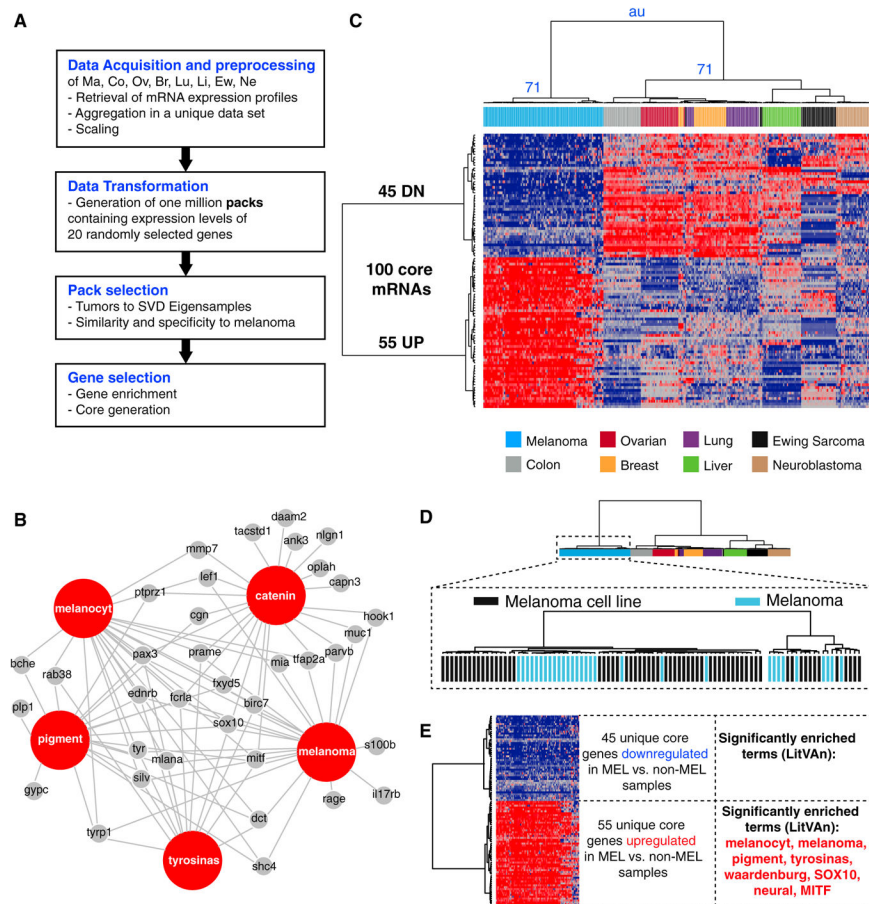 A
Data Acquisition and preprocessing
of Ma, Co, Ov, Br, Lu, Li, Ew, Ne
- Retrieval of mRNA expression profiles
- Aggregation in a unique data set
- Scaling
Data Transformation
- Generation of one million packs
containing expression levels of
20 randomly selected genes
Pack selection
- Tumors to SVD Eigensamples
- Similarity and specificity to melanoma
Gene selection
- Gene enrichment
- Core generation
C
au
71
71
45 DN
100 core
mRNAs
55 UP
Melanoma
Ovarian
Lung
Ewing Sarcoma
Colon
Breast
Liver
Neuroblastoma
B
daam2
tacstd1
nlgn1
ank3
mmp7
oplah
lef1
capn3
ptprz1
catenin
melanocyt
hook1
cgn
muc1
pax3
prame
parvb
mia
tfap2a
bche
rab38
fxyd5
ednrb
fcrla
birc7
plp1
sox10
pigment
tyr
s100b
mlana
mitf
melanoma
silv
gypc
rage
il17rb
dct
tyrp1
tyrosinas
shc4
D
Melanoma cell line
Melanoma
E
45 unique core
genes downregulated
in MEL vs. non-MEL
samples
Significantly enriched
terms (LitVAn):
55 unique core
genes upregulated
in MEL vs. non-MEL
samples
Significantly enriched
terms (LitVAn):
melanocyt, melanoma,
pigment, tyrosinas,
waardenburg, SOX10,
neural, MITF